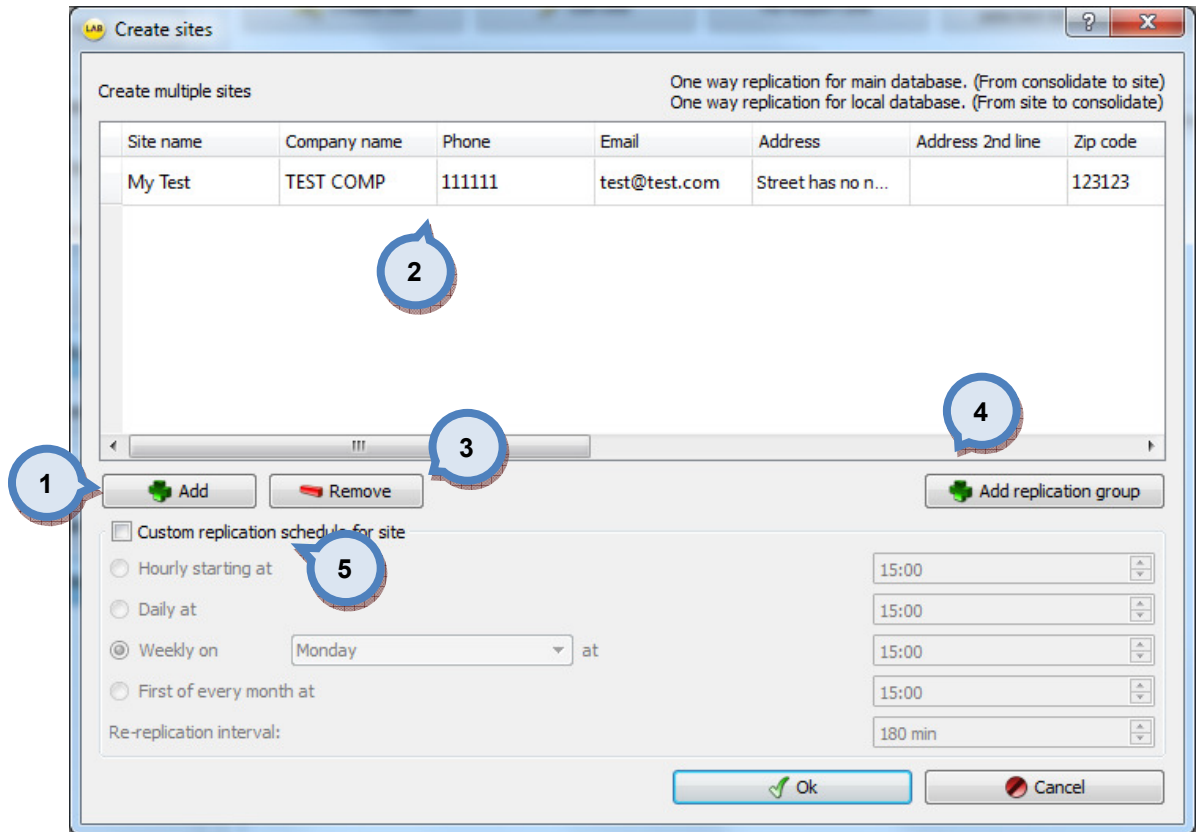 LAB Create sites
Create multiple sites
One way replication for main database. (From consolidate to site)
One way replication for local database. (From site to consolidate)
Site name Company name Phone Email Address Address 2nd line Zip code
My Test TEST COMP 111111 test@test.com Street has no n... 123123
2
4
3
1
Add Remove Add replication group
Custom replication schedule for site
5
Hourly starting at 15:00
Daily at 15:00
Weekly on Monday at 15:00
First of every month at 15:00
Re-replication interval: 180 min
Ok Cancel